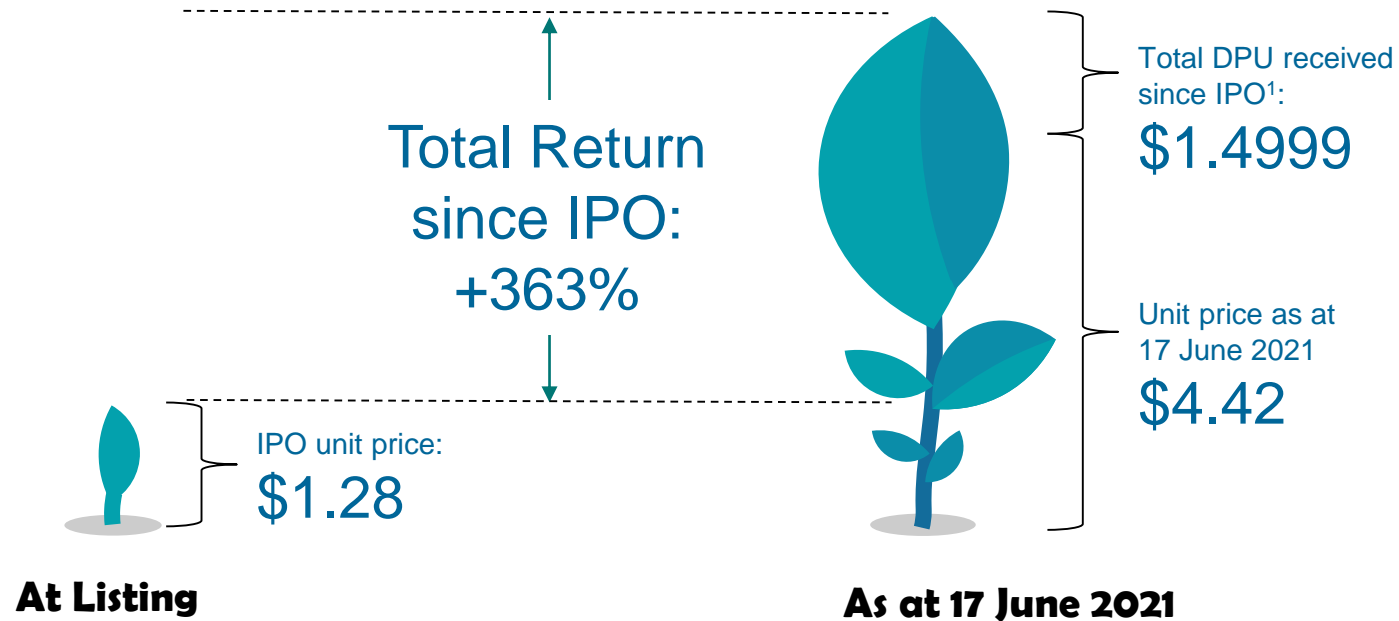 Total DPU received
since IPO¹:
$1.4999
Total Return
since IPO:
+363%
Unit price as at
17 June 2021
$4.42
IPO unit price:
$1.28
At Listing
As at 17 June 2021